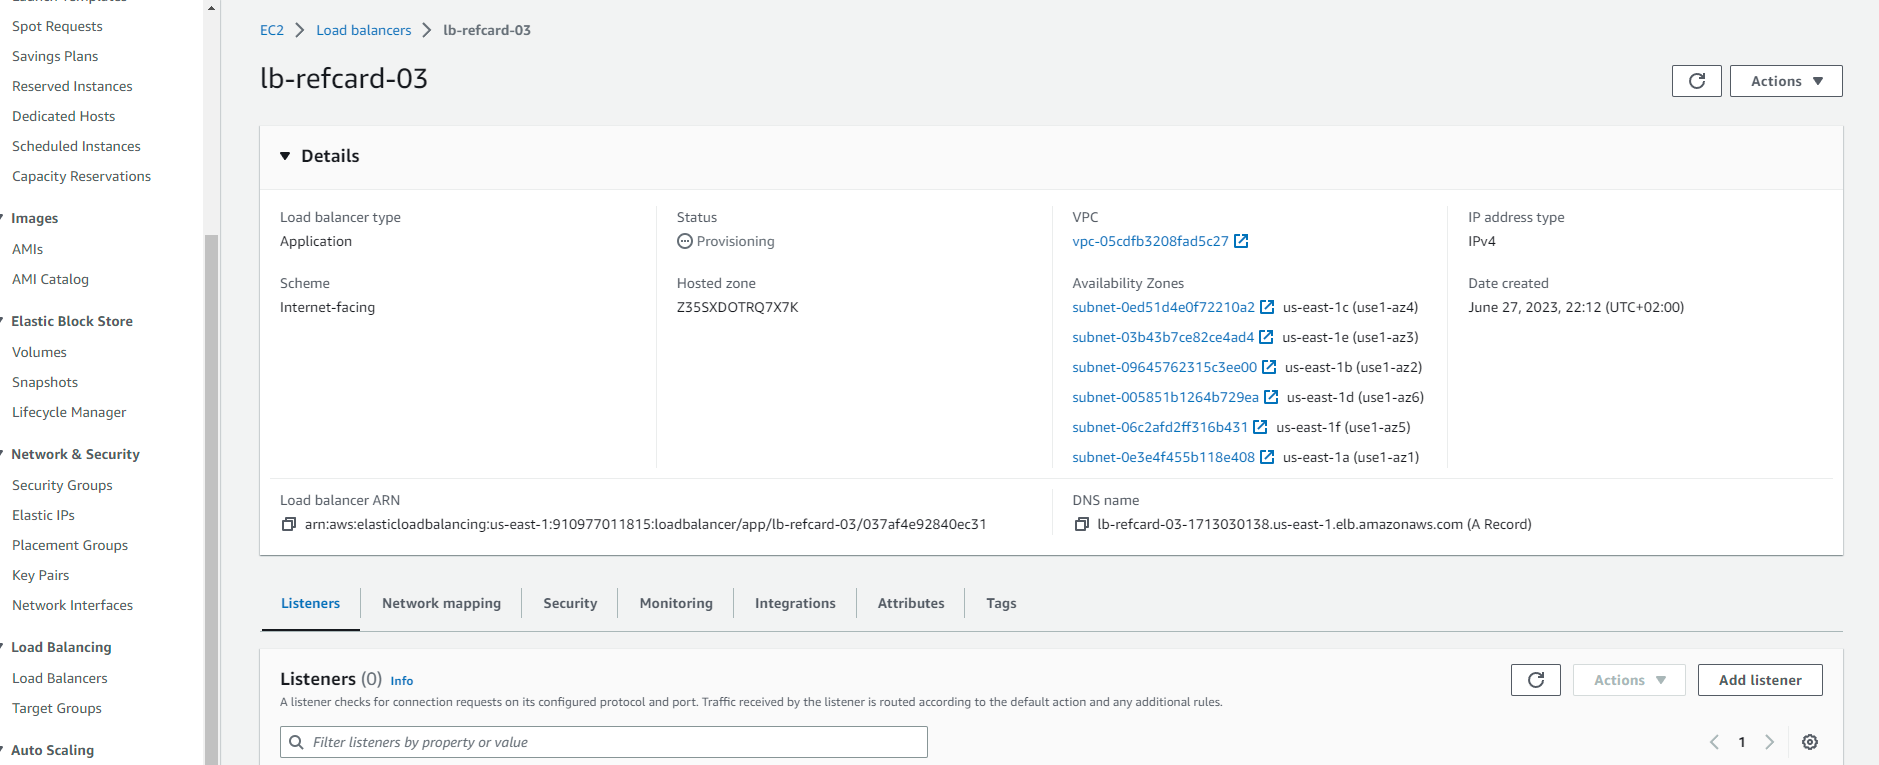 Launch Templates
Spot Requests
Savings Plans
Reserved Instances
Dedicated Hosts
Scheduled Instances
Capacity Reservations
Images
AMIs
AMI Catalog
Elastic Block Store
Volumes
Snapshots
Lifecycle Manager
Network & Security
Security Groups
Elastic IPs
Placement Groups
Key Pairs
Network Interfaces
Load Balancing
Load Balancers
Target Groups
Auto Scaling
EC2 > Load balancers > lb-refcard-03
lb-refcard-03
Actions
Details
Load balancer type
Application
Scheme
Internet-facing
Status
Provisioning
Hosted zone
Z35SXDOTRQ7X7K
VPC
vpc-05cdfb3208fad5c27
Availability Zones
subnet-0ed51d4e0f72210a2 us-east-1c (use1-az4)
subnet-03b43b7ce82ce4ad4 us-east-1e (use1-az3)
subnet-09645762315c3ee00 us-east-1b (use1-az2)
subnet-005851b1264b729ea us-east-1d (use1-az6)
subnet-06c2afd2ff316b431 us-east-1f (use1-az5)
subnet-0e3e4f455b118e408 us-east-1a (use1-az1)
IP address type
IPv4
Date created
June 27, 2023, 22:12 (UTC+02:00)
Load balancer ARN
arn:aws:elasticloadbalancing:us-east-1:910977011815:loadbalancer/app/lb-refcard-03/037af4e92840ec31
DNS name
lb-refcard-03-1713030138.us-east-1.elb.amazonaws.com (A Record)
Listeners Network mapping Security Monitoring Integrations Attributes Tags
Listeners (0) Info
A listener checks for connection requests on its configured protocol and port. Traffic received by the listener is routed according to the default action and any additional rules.
Actions
Add listener
Filter listeners by property or value
1